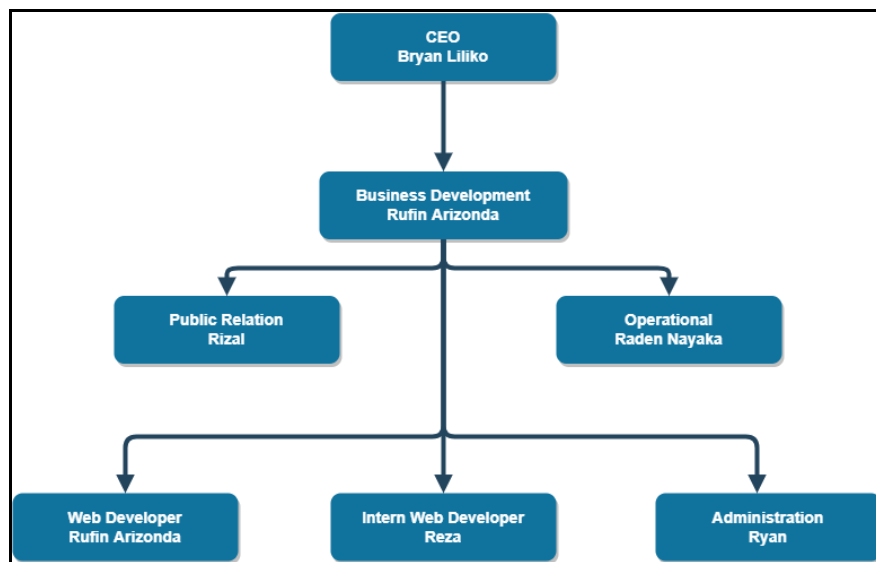 CEO
Bryan Liliko
Business Development
Rufin Arizonda
Public Relation
Rizal
Operational
Raden Nayaka
Web Developer
Rufin Arizonda
Intern Web Developer
Reza
Administration
Ryan